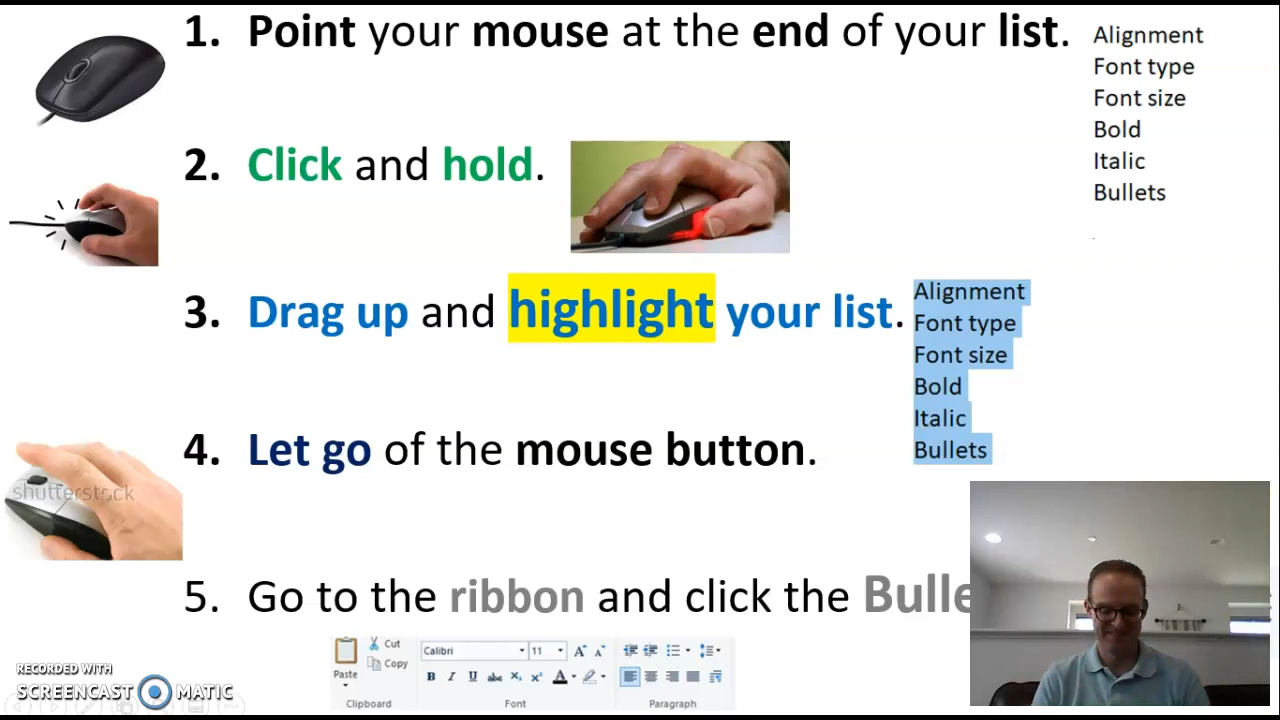 1. Point your mouse at the end of your list.
Alignment
Font type
Font size
Bold
Italic
Bullets
2. Click and hold.
3. Drag up and highlight your list.
Alignment
Font type
Font size
Bold
Italic
Bullets
4. Let go of the mouse button.
shutterstock
5. Go to the ribbon and click the Bulle
Paste
Cut
Copy
Clipboard
Calibri 11 A A
B I U abc X₂ X² A
Font
Paragraph
RECORDED WITH
SCREENCAST MATIC